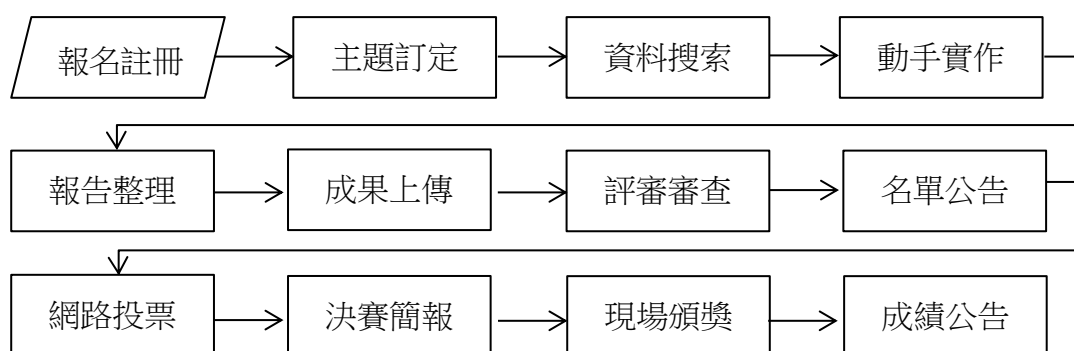 報名註冊 主題訂定 資料搜索 動手實作
報告整理 成果上傳 評審審查 名單公告
網路投票 決賽簡報 現場頒獎 成績公告